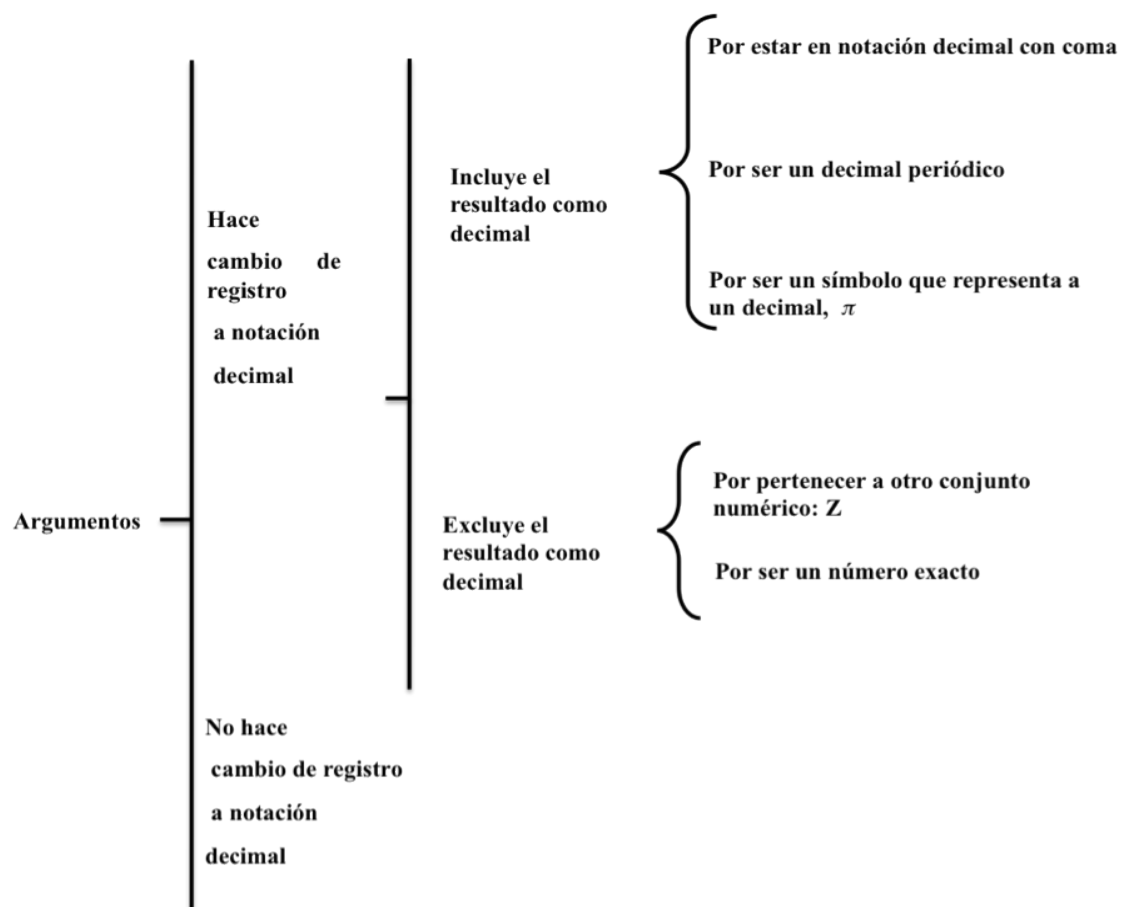 Argumentos
Hace
cambio de
registro
a notación
decimal
Incluye el
resultado como
decimal
Por estar en notación decimal con coma
Por ser un decimal periódico
Por ser un símbolo que representa a
un decimal, π
Excluye el
resultado como
decimal
Por pertenecer a otro conjunto
numérico: Z
Por ser un número exacto
No hace
cambio de registro
a notación
decimal